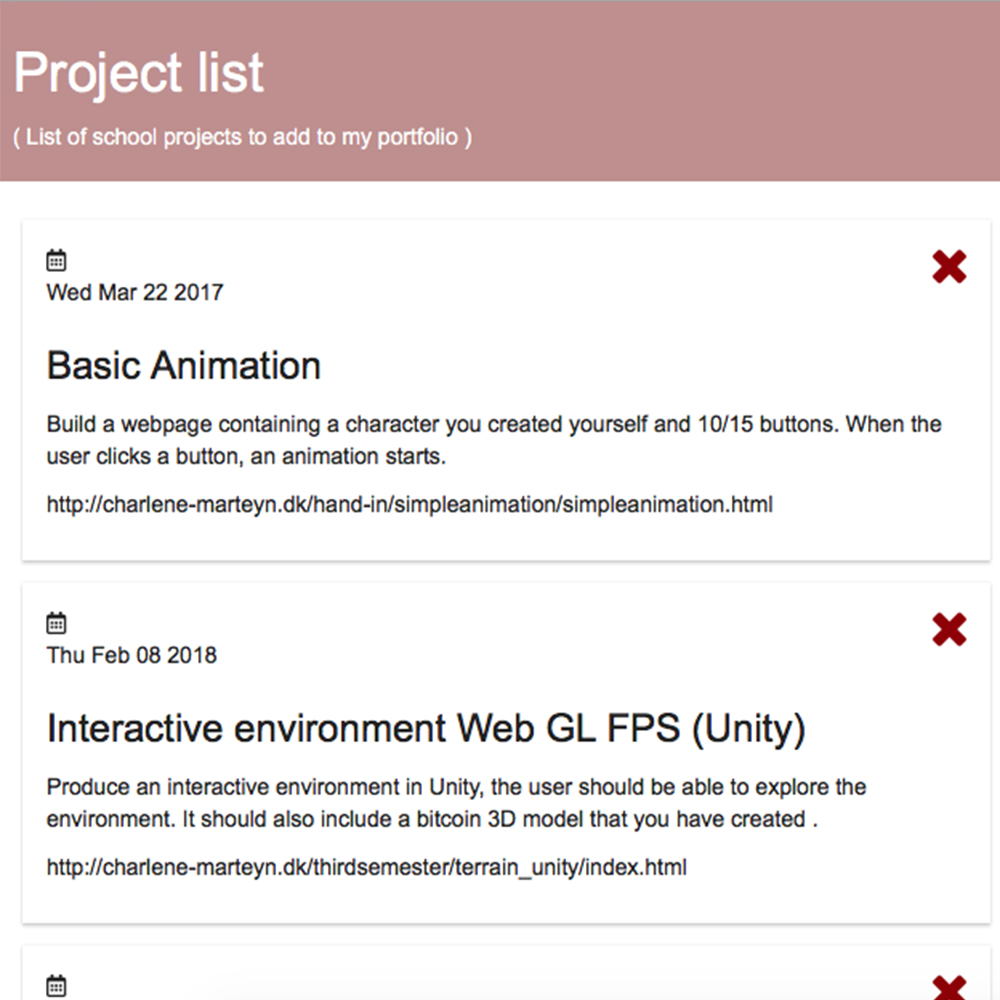 Project list
( List of school projects to add to my portfolio )
Wed Mar 22 2017
Basic Animation
Build a webpage containing a character you created yourself and 10/15 buttons. When the
user clicks a button, an animation starts.
http://charlene-marteyn.dk/hand-in/simpleanimation/simpleanimation.html
Thu Feb 08 2018
Interactive environment Web GL FPS (Unity)
Produce an interactive environment in Unity, the user should be able to explore the
environment. It should also include a bitcoin 3D model that you have created .
http://charlene-marteyn.dk/thirdsemester/terrain_unity/index.html